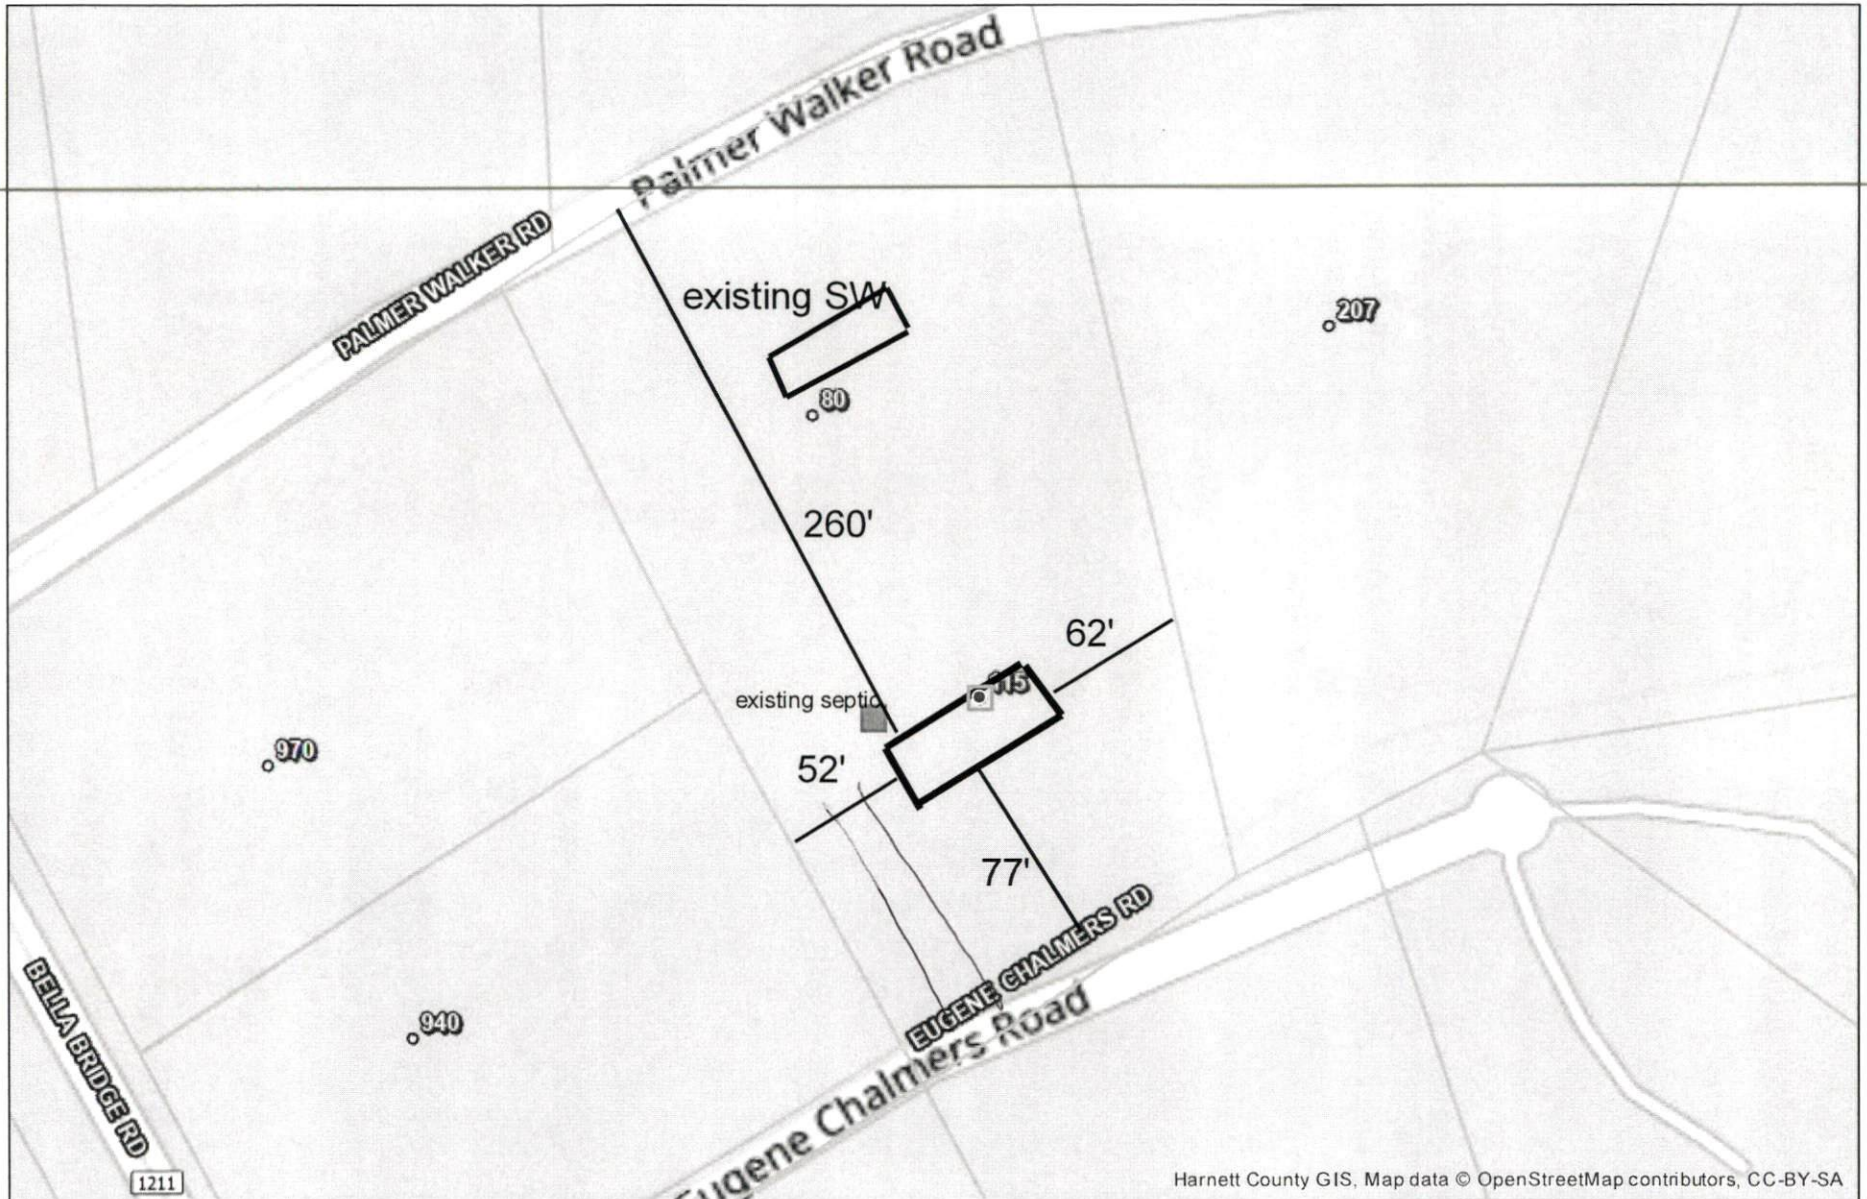 Palmer Walker Road
PALMER WALKER RD
existing SW
207
80
260'
62'
existing septic
970
52'
77'
EUGENE CHALMERS RD
940
BELLA BRIDGE RD
Eugene Chalmers Road
1211
Harnett County GIS, Map data © OpenStreetMap contributors, CC-BY-SA